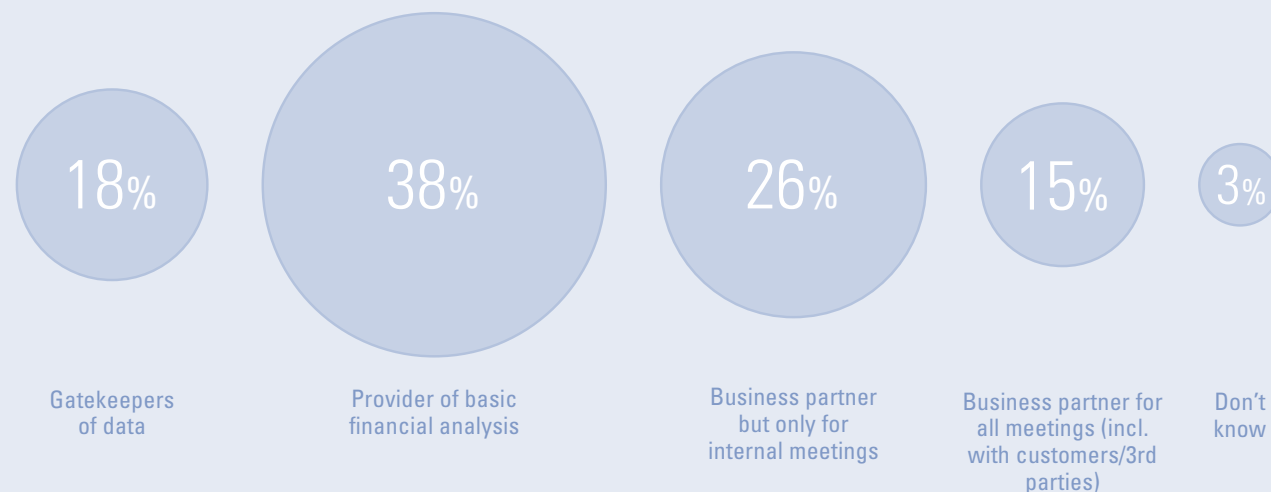 18%
38%
26%
15%
3%
Gatekeepers
of data
Provider of basic
financial analysis
Business partner
but only for
internal meetings
Business partner for
all meetings (incl.
with customers/3rd
parties)
Don’t
know